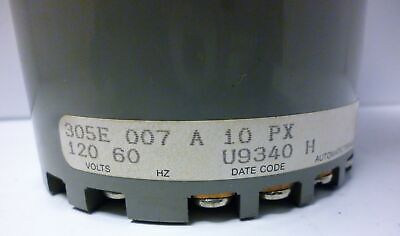 305E 007 A 10 PX
120 60 U9340 H
VOLTS HZ DATE CODE